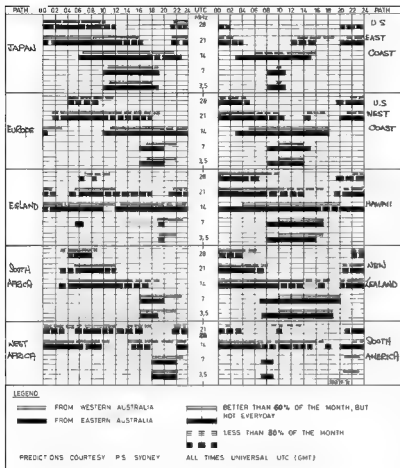 PATH 00 02 04 06 08 10 12 14 16 18 20 22 24 UTC 00 02 04 06 08 10 12 14 16 18 20 22 24 PATH
MHz
JAPAN 28 U S
21 EAST
14 COAST
7
3,5
EUROPE 28 U.S
21 WEST
14 COAST
7
3,5
28
21
14 HAWAII
7
3,5
SOUTH 28 NEW
AFRICA 21 ZEALAND
14
7
3,5
WEST 21 SOUTH
AFRICA 14 AMERICA
7
3,5
LEGEND
FROM WESTERN AUSTRALIA
FROM EASTERN AUSTRALIA
BETTER THAN 60% OF THE MONTH, BUT
NOT EVERYDAY
LESS THAN 50% OF THE MONTH
PREDICTIONS COURTESY P S SYDNEY ALL TIMES UNIVERSAL UTC (GMT)